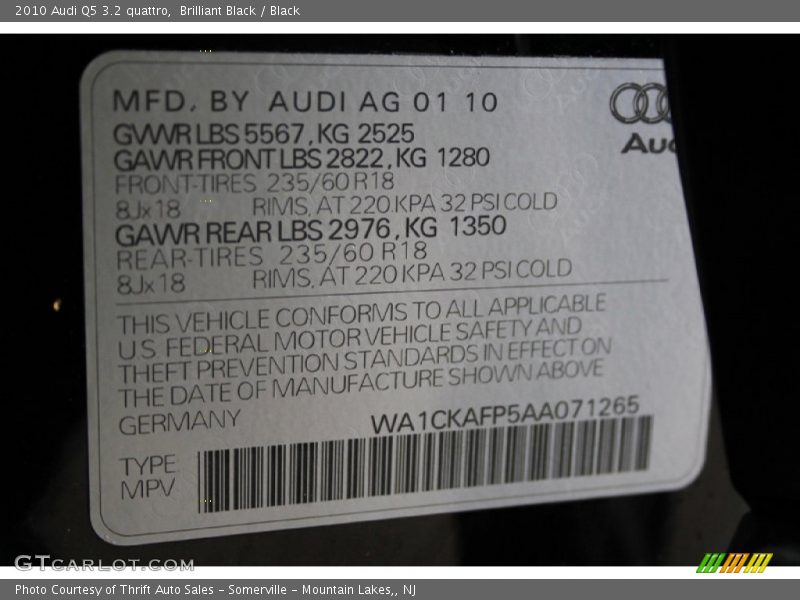 2010 Audi Q5 3.2 quattro,  Brilliant Black / Black
MFD. BY AUDI AG 01 10
GVWR LBS 5567, KG 2525
GAWR FRONT LBS 2822, KG 1280
FRONT-TIRES 235/60 R18
8Jx18 RIMS, AT 220 KPA 32 PSI COLD
GAWR REAR LBS 2976, KG 1350
REAR-TIRES 235/60 R18
8Jx18 RIMS, AT 220 KPA 32 PSI COLD
THIS VEHICLE CONFORMS TO ALL APPLICABLE
U.S. FEDERAL MOTOR VEHICLE SAFETY AND
THEFT PREVENTION STANDARDS IN EFFECT ON
THE DATE OF MANUFACTURE SHOWN ABOVE
GERMANY WA1CKAFP5AA071265
TYPE
MPV
GTCARLOT.COM
Photo Courtesy of Thrift Auto Sales - Somerville - Mountain Lakes,, NJ